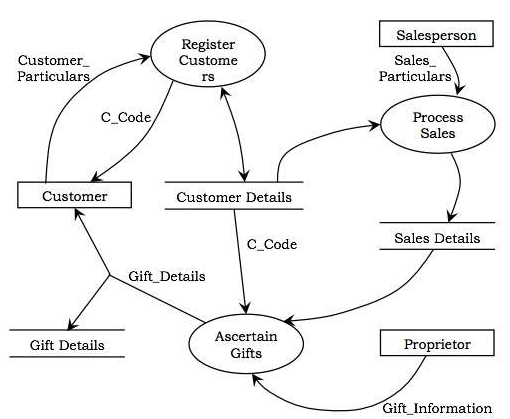 Register
Custome
rs
Salesperson
Customer_
Particulars
Sales_
Particulars
C_Code
Process
Sales
Customer
Customer Details
C_Code
Sales Details
Gift_Details
Gift Details
Ascertain
Gifts
Proprietor
Gift_Information